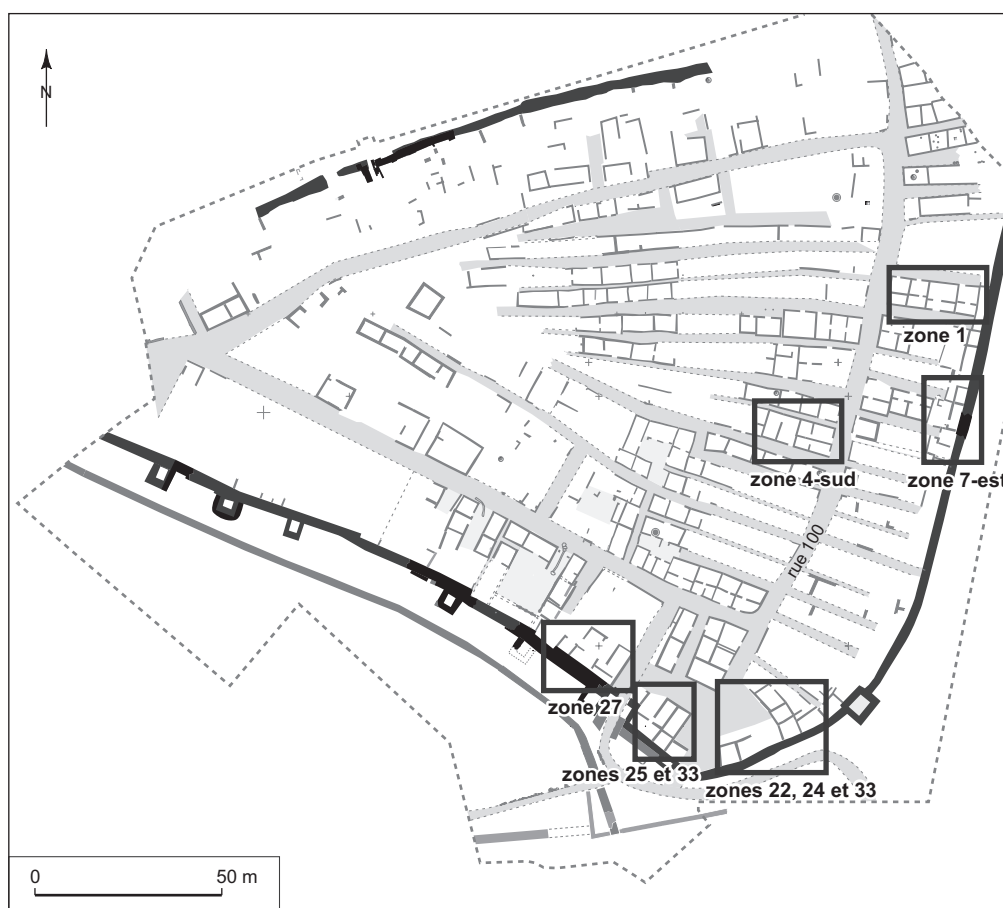 N
zone 1
zone 4-sud
zone 7-est
rue 100
zone 27
zones 25 et 33
zones 22, 24 et 33
0
50 m